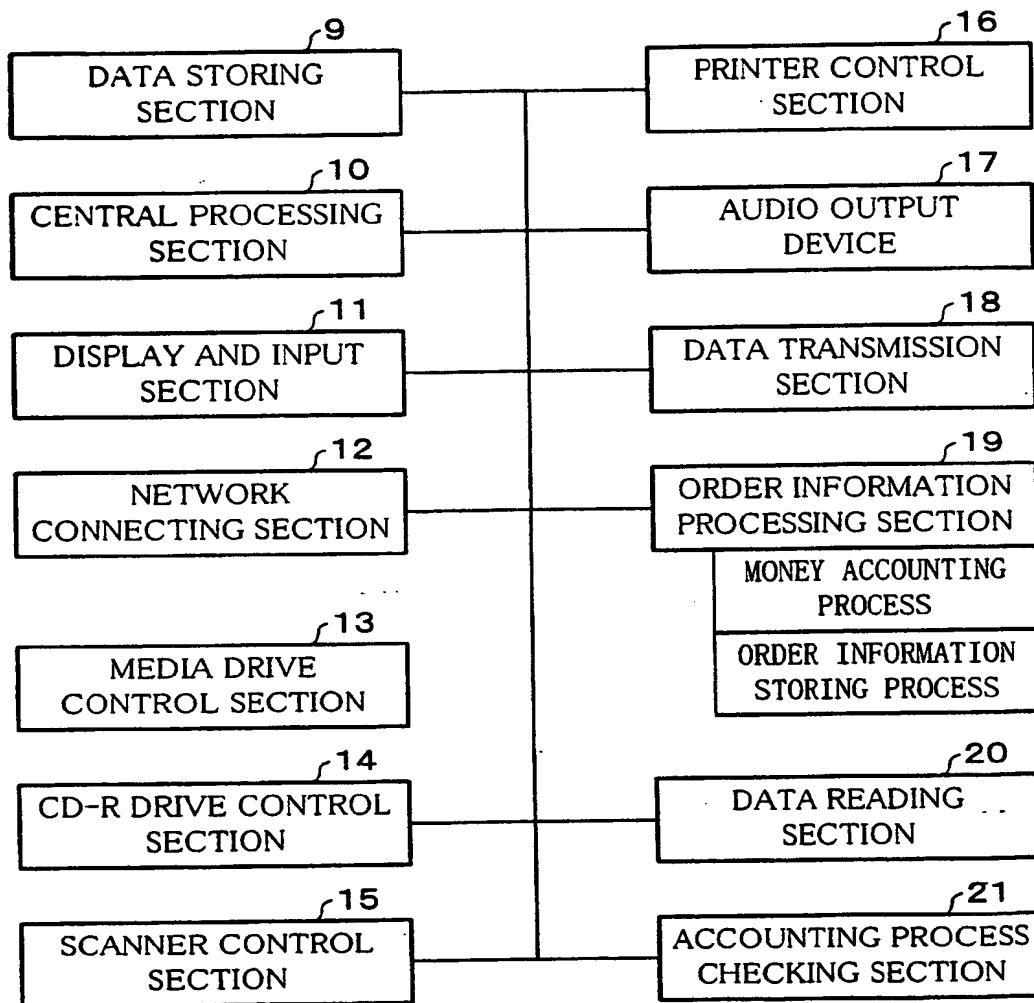 9
DATA STORING
SECTION
10
CENTRAL PROCESSING
SECTION
11
DISPLAY AND INPUT
SECTION
12
NETWORK
CONNECTING SECTION
13
MEDIA DRIVE
CONTROL SECTION
14
CD-R DRIVE CONTROL
SECTION
15
SCANNER CONTROL
SECTION
16
PRINTER CONTROL
SECTION
17
AUDIO OUTPUT
DEVICE
18
DATA TRANSMISSION
SECTION
19
ORDER INFORMATION
PROCESSING SECTION
MONEY ACCOUNTING
PROCESS
ORDER INFORMATION
STORING PROCESS
20
DATA READING
SECTION
21
ACCOUNTING PROCESS
CHECKING SECTION